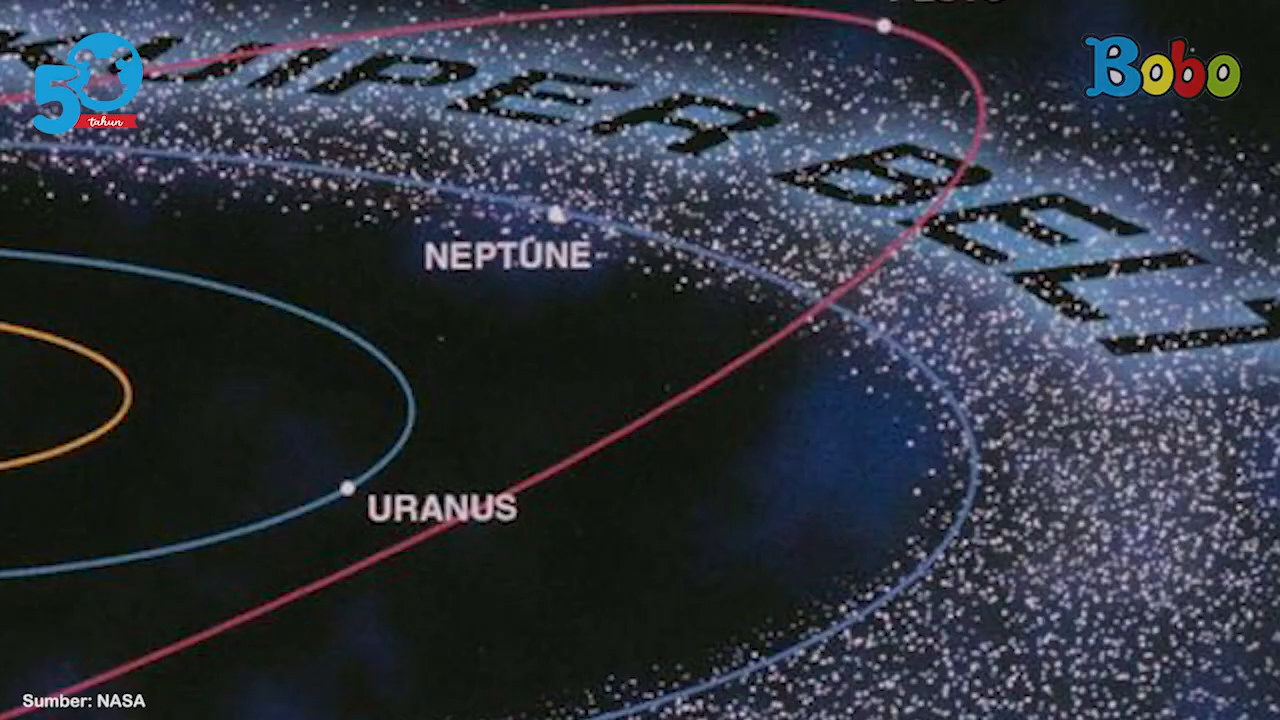 50
tahun
Bobo
KUIPER BELT
NEPTUNE
URANUS
Sumber: NASA